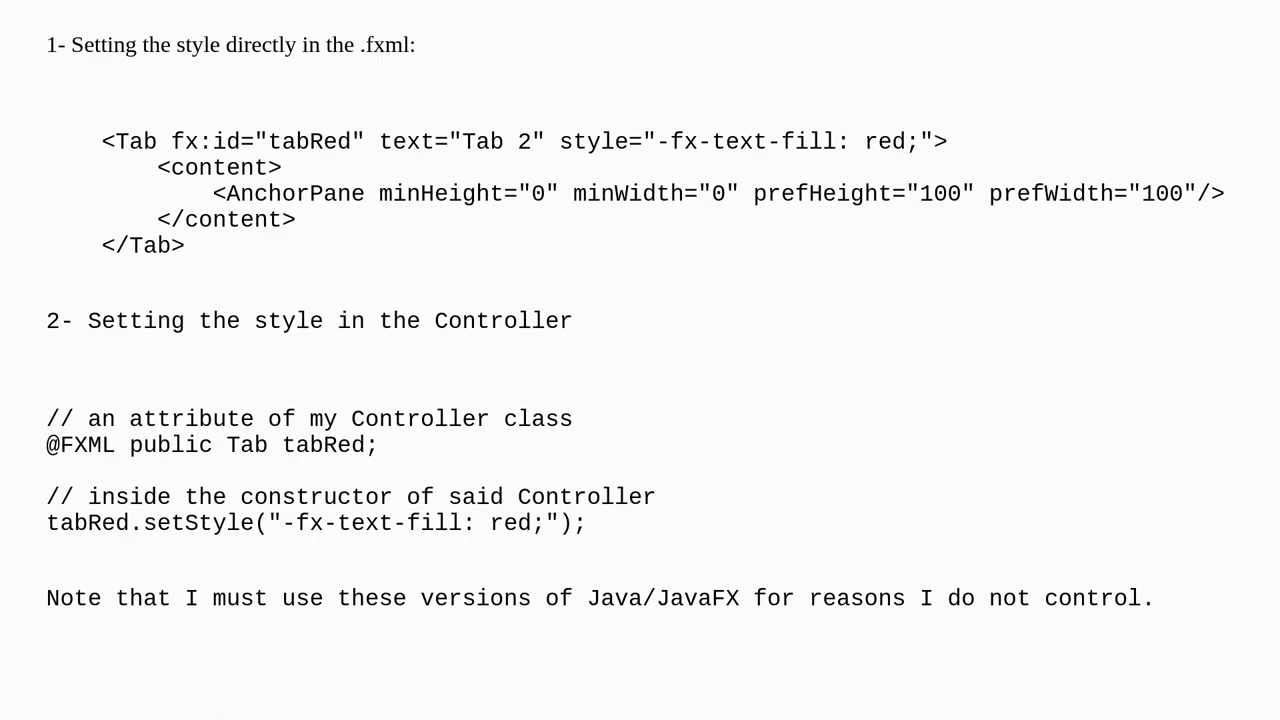 1- Setting the style directly in the .fxml:
<Tab fx:id="tabRed" text="Tab 2" style="-fx-text-fill: red;">
<content>
<AnchorPane minHeight="0" minWidth="0" prefHeight="100" prefWidth="100"/>
</content>
</Tab>
2- Setting the style in the Controller
// an attribute of my Controller class
@FXML public Tab tabRed;
// inside the constructor of said Controller
tabRed.setStyle("-fx-text-fill: red;");
Note that I must use these versions of Java/JavaFX for reasons I do not control.